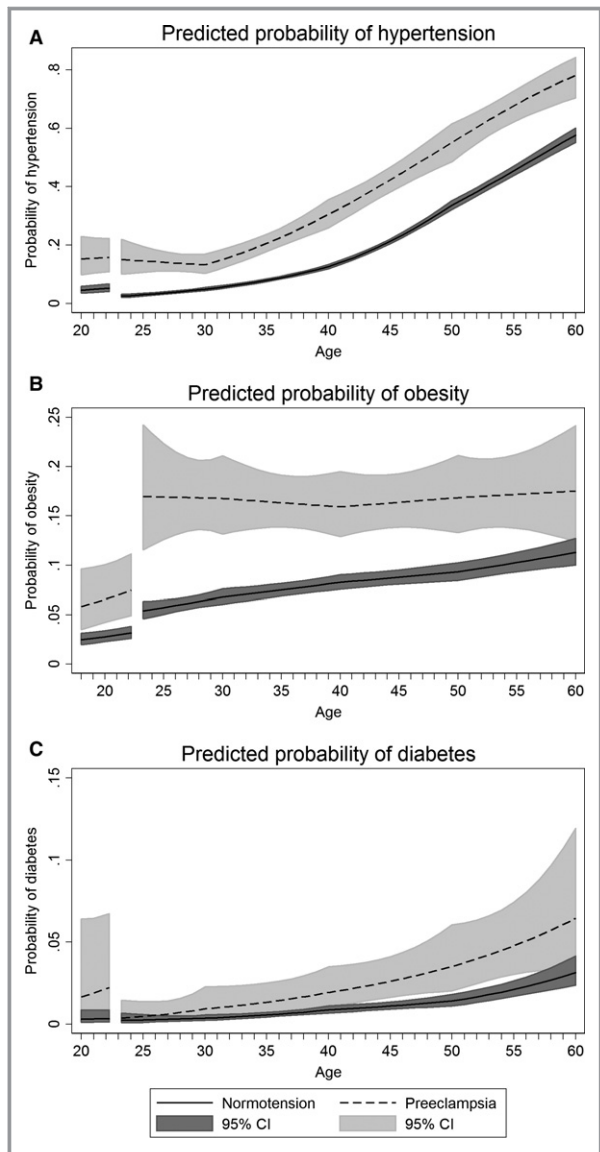 A
Predicted probability of hypertension
Probability of hypertension
.8
.6
.4
.2
0
20 25 30 35 40 45 50 55 60
Age
B
Predicted probability of obesity
Probability of obesity
.25
.2
.15
.1
.05
0
20 25 30 35 40 45 50 55 60
Age
C
Predicted probability of diabetes
Probability of diabetes
.15
.1
.05
0
20 25 30 35 40 45 50 55 60
Age
Normotension Preeclampsia
95% CI 95% CI